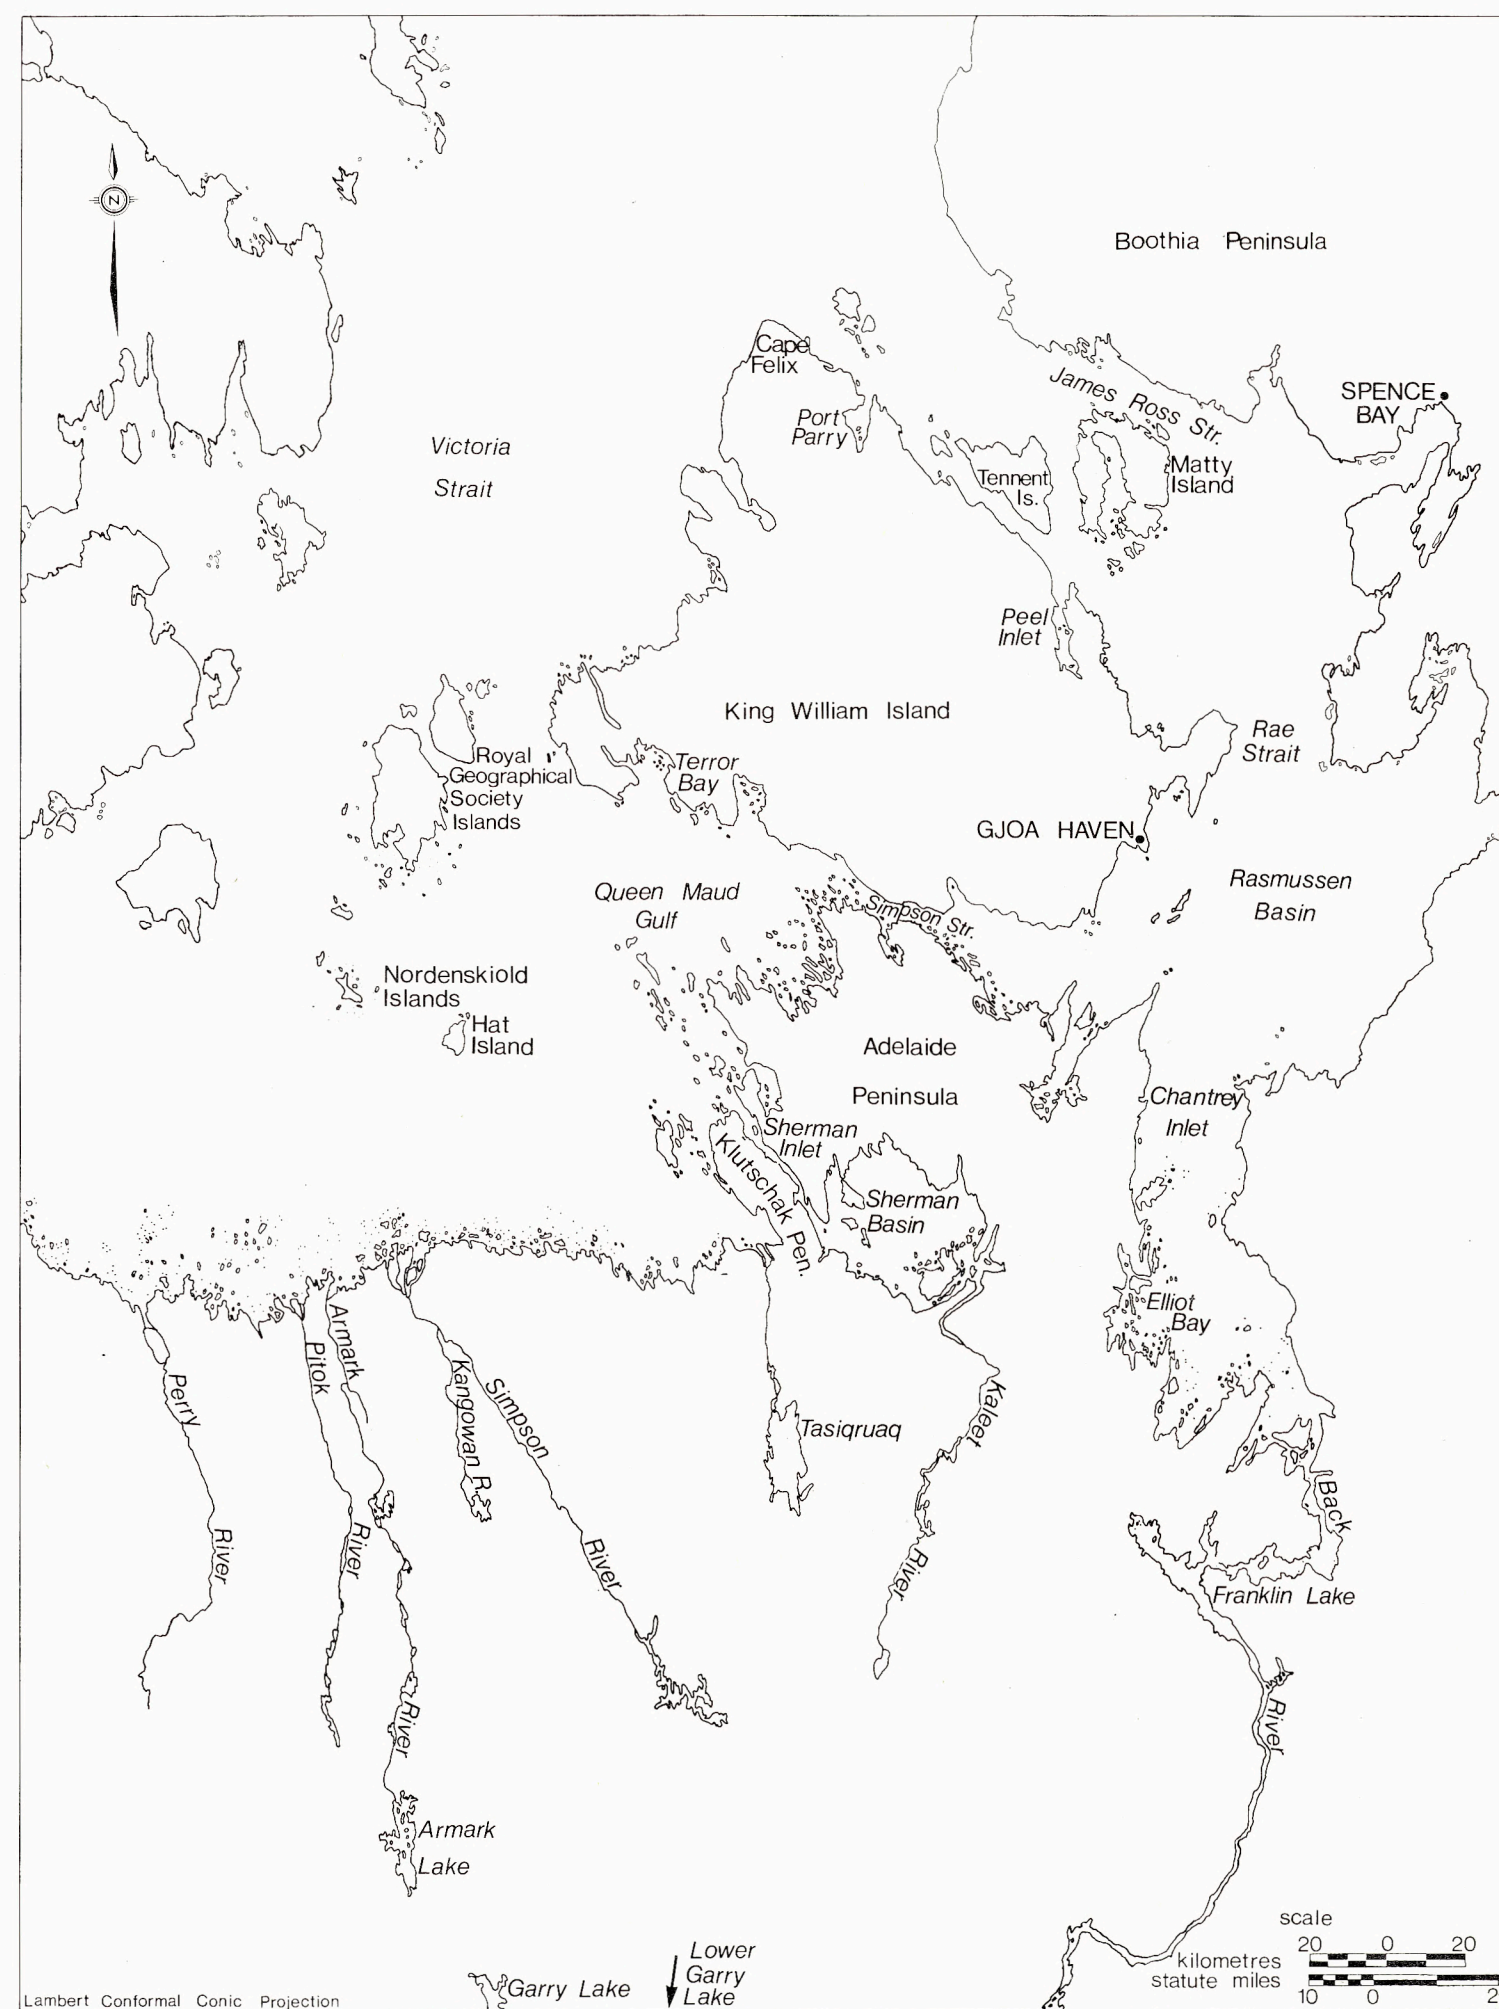 N
Boothia Peninsula
Cape
Felix
James Ross Str.
SPENCE
BAY
Port
Parry
Victoria
Strait
Tennent
Is.
Matty
Island
Peel
Inlet
King William Island
Rae
Strait
Royal
Geographical
Society
Islands
Terror
Bay
GJOA HAVEN
Queen Maud
Gulf
Simpson Str.
Rasmussen
Basin
Nordenskiold
Islands
Hat
Island
Adelaide
Peninsula
Chantrey
Inlet
Sherman
Inlet
Klutschak Pen.
Sherman
Basin
Elliot
Bay
Perry
River
Pitok
River
Armark
River
Kangowan R.
Simpson
River
Tasiqruaq
Kaleet
River
Back
River
Franklin Lake
Armark
Lake
Garry Lake
Lower
Garry
Lake
scale
20 0 20
kilometres
statute miles
10 0 2
Lambert Conformal Conic Projection